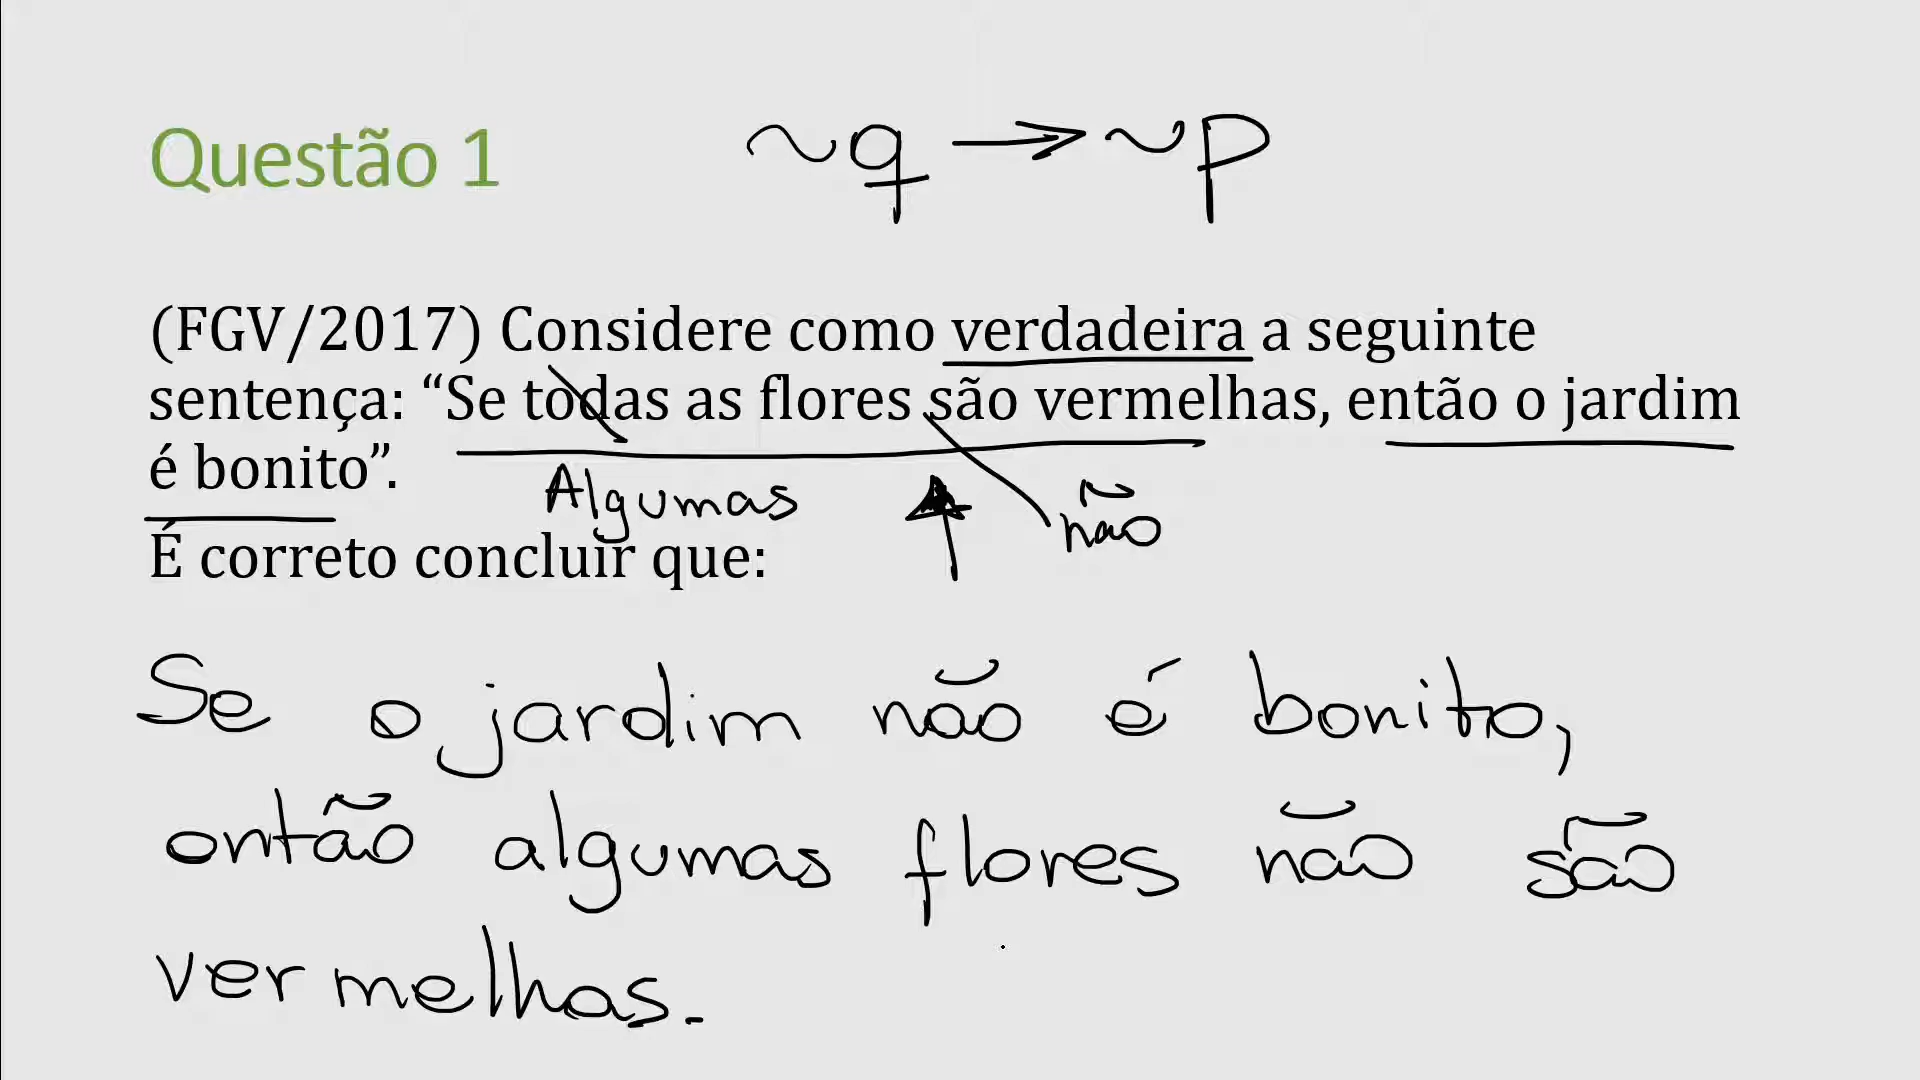 Questão 1
~q → ~p
(FGV/2017) Considere como verdadeira a seguinte
sentença: “Se todas as flores são vermelhas, então o jardim
é bonito”.
Algumas
não
É correto concluir que:
Se o jardim não é bonito,
então algumas flores não são
vermelhas.